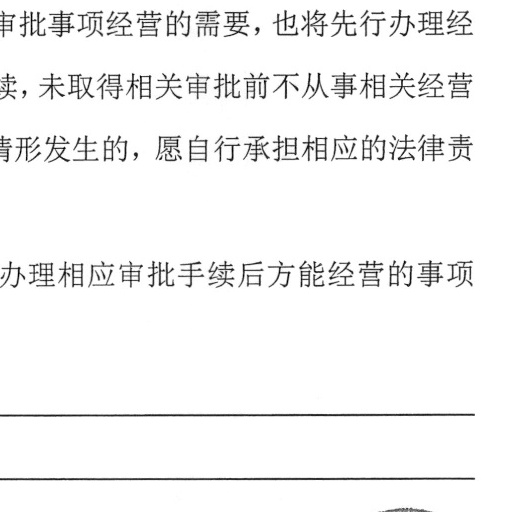 审批事项经营的需要，也将先行办理经
续，未取得相关审批前不从事相关经营
情形发生的，愿自行承担相应的法律责
办理相应审批手续后方能经营的事项